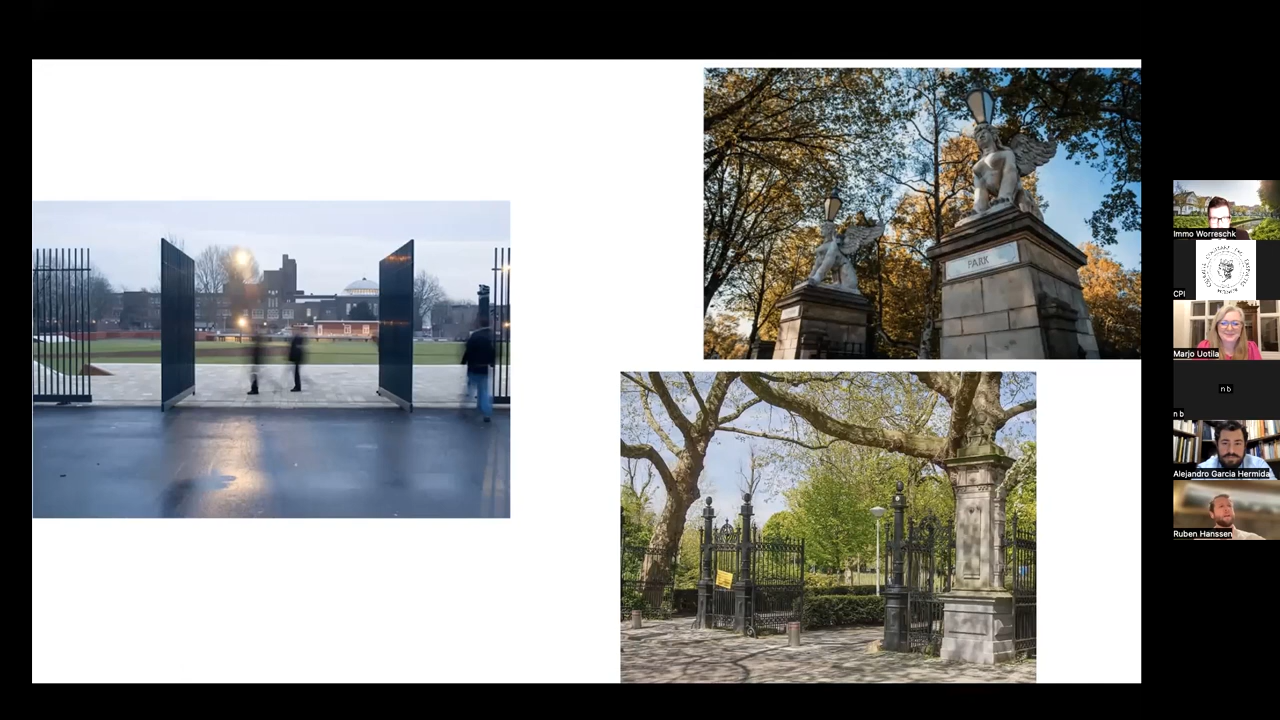 PARK
Immo Worreschk
CPI
Marjo Uotila
n b
n b
Alejandro Garcia Hermida
Ruben Hanssen